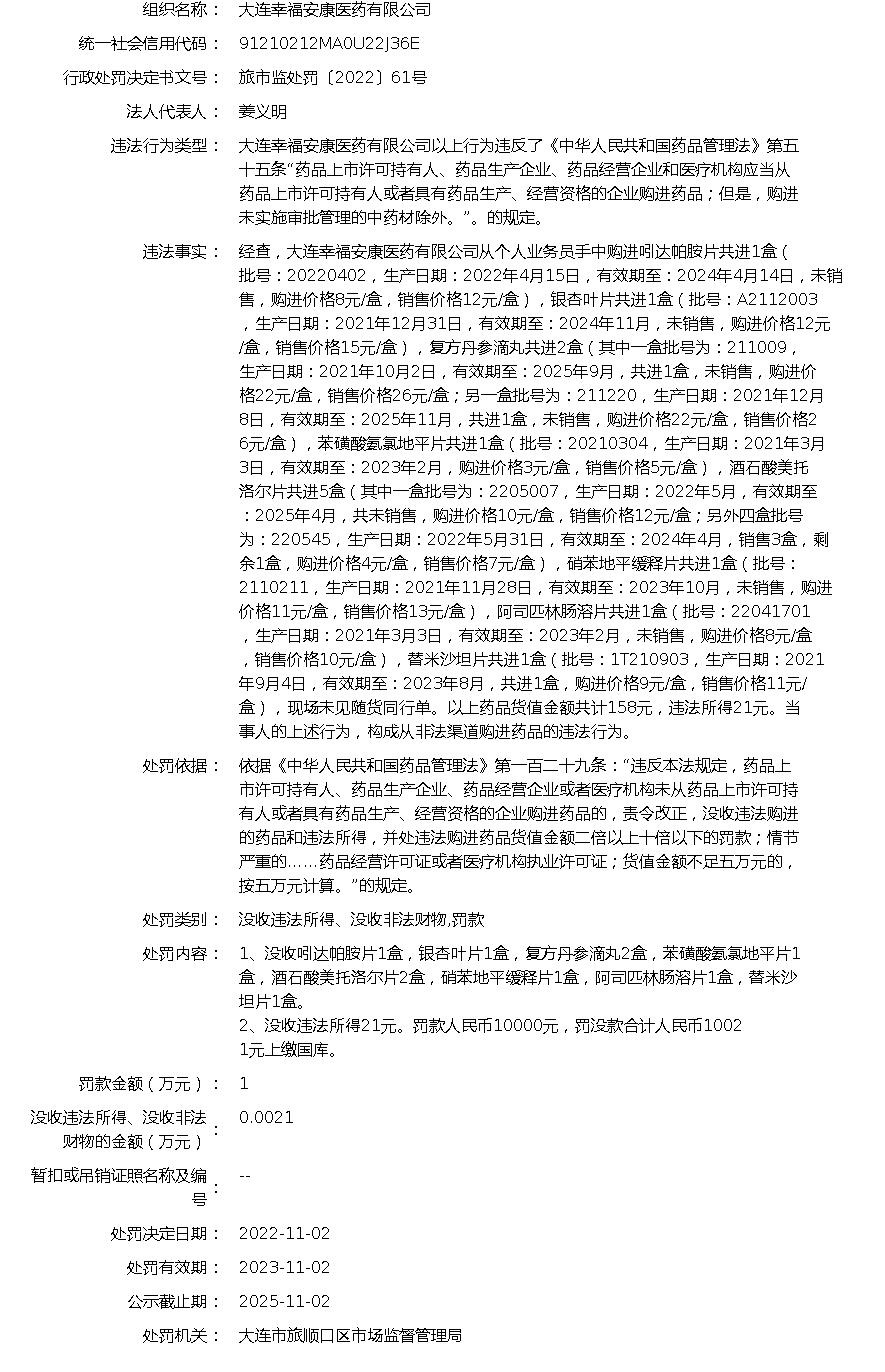 组织名称： 大连幸福安康医药有限公司
统一社会信用代码： 91210212MA0U22J36E
行政处罚决定书文号： 旅市监处罚〔2022〕61号
法人代表人： 姜义明
违法行为类型： 大连幸福安康医药有限公司以上行为违反了《中华人民共和国药品管理法》第五
十五条“药品上市许可持有人、药品生产企业、药品经营企业和医疗机构应当从
药品上市许可持有人或者具有药品生产、经营资格的企业购进药品；但是，购进
未实施审批管理的中药材除外。”。的规定。
违法事实： 经查，大连幸福安康医药有限公司从个人业务员手中购进吲达帕胺片共进1盒（
批号：20220402，生产日期：2022年4月15日，有效期至：2024年4月14日，未销
售，购进价格8元/盒，销售价格12元/盒），银杏叶片共进1盒（批号：A2112003
，生产日期：2021年12月31日，有效期至：2024年11月，未销售，购进价格12元
/盒，销售价格15元/盒），复方丹参滴丸共进2盒（其中一盒批号为：211009，
生产日期：2021年10月2日，有效期至：2025年9月，共进1盒，未销售，购进价
格22元/盒，销售价格26元/盒；另一盒批号为：211220，生产日期：2021年12月
8日，有效期至：2025年11月，共进1盒，未销售，购进价格22元/盒，销售价格2
6元/盒），苯磺酸氨氯地平片共进1盒（批号：20210304，生产日期：2021年3月
3日，有效期至：2023年2月，购进价格3元/盒，销售价格5元/盒），酒石酸美托
洛尔片共进5盒（其中一盒批号为：2205007，生产日期：2022年5月，有效期至
：2025年4月，共未销售，购进价格10元/盒，销售价格12元/盒；另外四盒批号
为：220545，生产日期：2022年5月31日，有效期至：2024年4月，销售3盒，剩
余1盒，购进价格4元/盒，销售价格7元/盒），硝苯地平缓释片共进1盒（批号：
2110211，生产日期：2021年11月28日，有效期至：2023年10月，未销售，购进
价格11元/盒，销售价格13元/盒），阿司匹林肠溶片共进1盒（批号：22041701
，生产日期：2021年3月3日，有效期至：2023年2月，未销售，购进价格8元/盒
，销售价格10元/盒），替米沙坦片共进1盒（批号：1T210903，生产日期：2021
年9月4日，有效期至：2023年8月，共进1盒，购进价格9元/盒，销售价格11元/
盒），现场未见随货同行单。以上药品货值金额共计158元，违法所得21元。当
事人的上述行为，构成从非法渠道购进药品的违法行为。
处罚依据： 依据《中华人民共和国药品管理法》第一百二十九条：“违反本法规定，药品上
市许可持有人、药品生产企业、药品经营企业或者医疗机构未从药品上市许可持
有人或者具有药品生产、经营资格的企业购进药品的，责令改正，没收违法购进
的药品和违法所得，并处违法购进药品货值金额二倍以上十倍以下的罚款；情节
严重的……药品经营许可证或者医疗机构执业许可证；货值金额不足五万元的，
按五万元计算。”的规定。
处罚类别： 没收违法所得、没收非法财物,罚款
处罚内容： 1、没收吲达帕胺片1盒，银杏叶片1盒，复方丹参滴丸2盒，苯磺酸氨氯地平片1
盒，酒石酸美托洛尔片2盒，硝苯地平缓释片1盒，阿司匹林肠溶片1盒，替米沙
坦片1盒。
2、没收违法所得21元。罚款人民币10000元，罚没款合计人民币1002
1元上缴国库。
罚款金额（万元）： 1
没收违法所得、没收非法
财物的金额（万元）： 0.0021
暂扣或吊销证照名称及编
号： --
处罚决定日期： 2022-11-02
处罚有效期： 2023-11-02
公示截止期： 2025-11-02
处罚机关： 大连市旅顺口区市场监督管理局